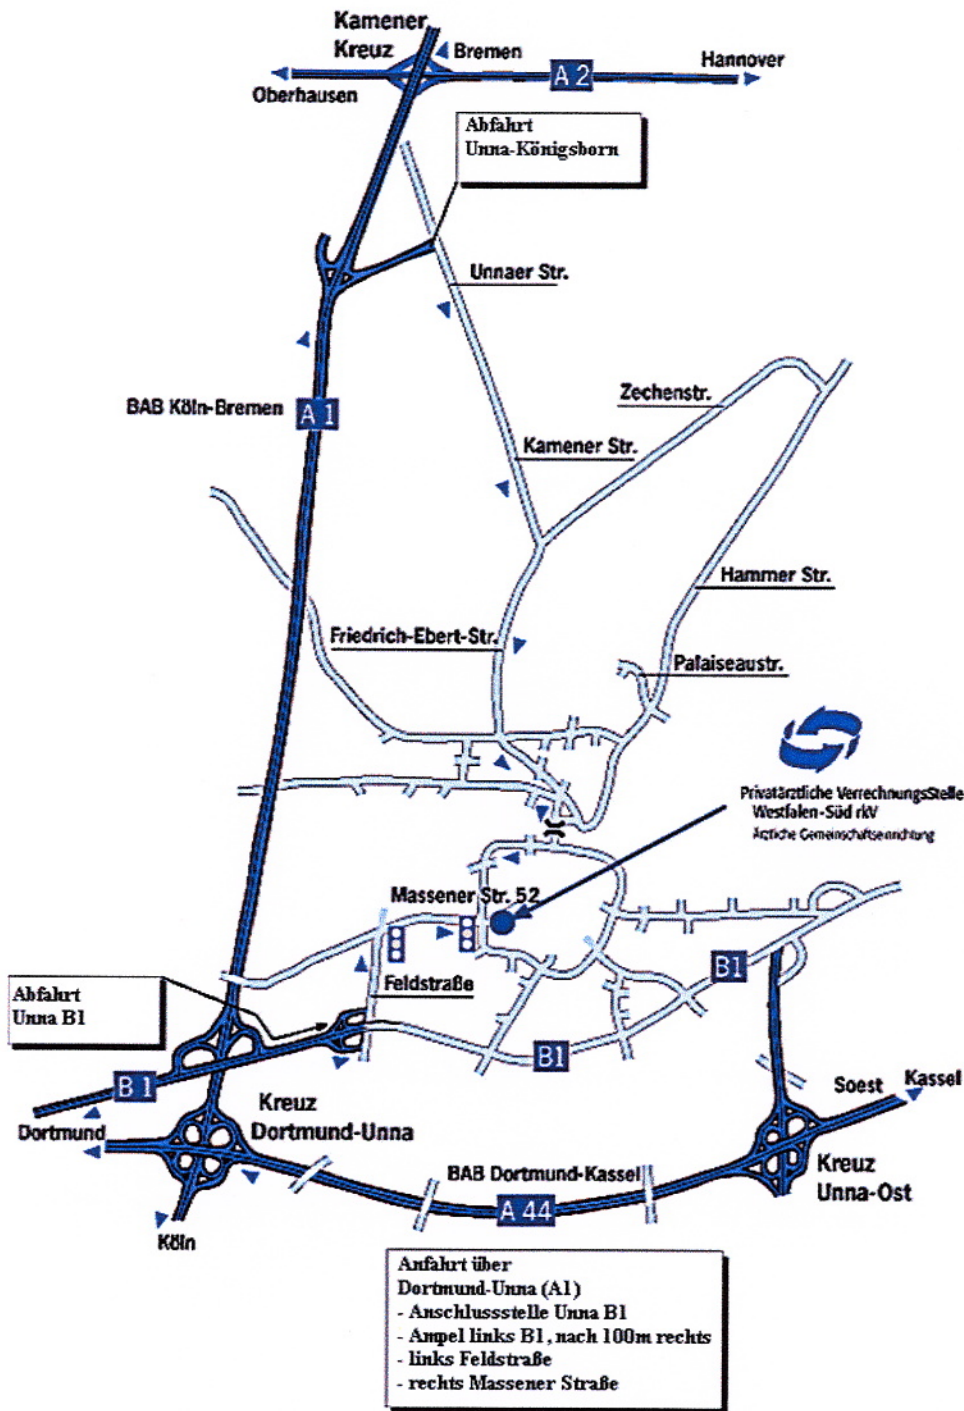 Kamener
Kreuz
Bremen
Hannover
A 2
Oberhausen
Abfahrt
Unna-Königsborn
Unnaer Str.
Zechenstr.
BAB Köln-Bremen
A 1
Kamener Str.
Hammer Str.
Friedrich-Ebert-Str.
Palaiseaustr.
Privatärztliche VerrechnungsStelle
Westfalen-Süd rkV
Ärztliche Gemeinschaftseinrichtung
Massener Str. 52
B1
Feldstraße
Abfahrt
Unna B1
B1
B 1
Soest
Kassel
Dortmund
Kreuz
Dortmund-Unna
BAB Dortmund-Kassel
Kreuz
Unna-Ost
A 44
Köln
Anfahrt über
Dortmund-Unna (A1)
- Anschlussstelle Unna B1
- Ampel links B1, nach 100m rechts
- links Feldstraße
- rechts Massener Straße